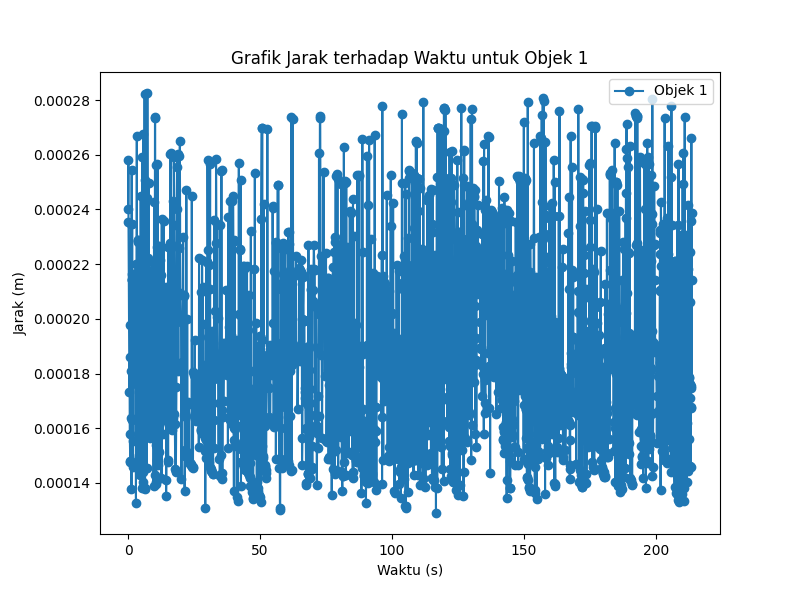 Grafik Jarak terhadap Waktu untuk Objek 1
Objek 1
0.00028
0.00026
0.00024
0.00022
0.00020
0.00018
0.00016
0.00014
Jarak (m)
0 50 100 150 200
Waktu (s)